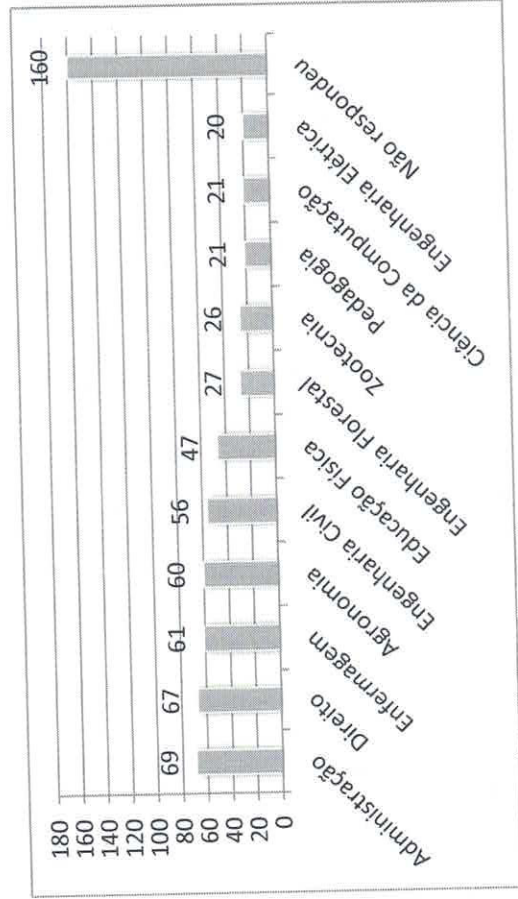 180
160
140
120
100
80
60
40
20
0
69
67
61
60
56
47
27
26
21
21
20
160
Administração
Direito
Enfermagem
Agronomia
Engenharia Civil
Educação Física
Engenharia Florestal
Zootecnia
Pedagogia
Ciência da Computação
Engenharia Elétrica
Não respondeu